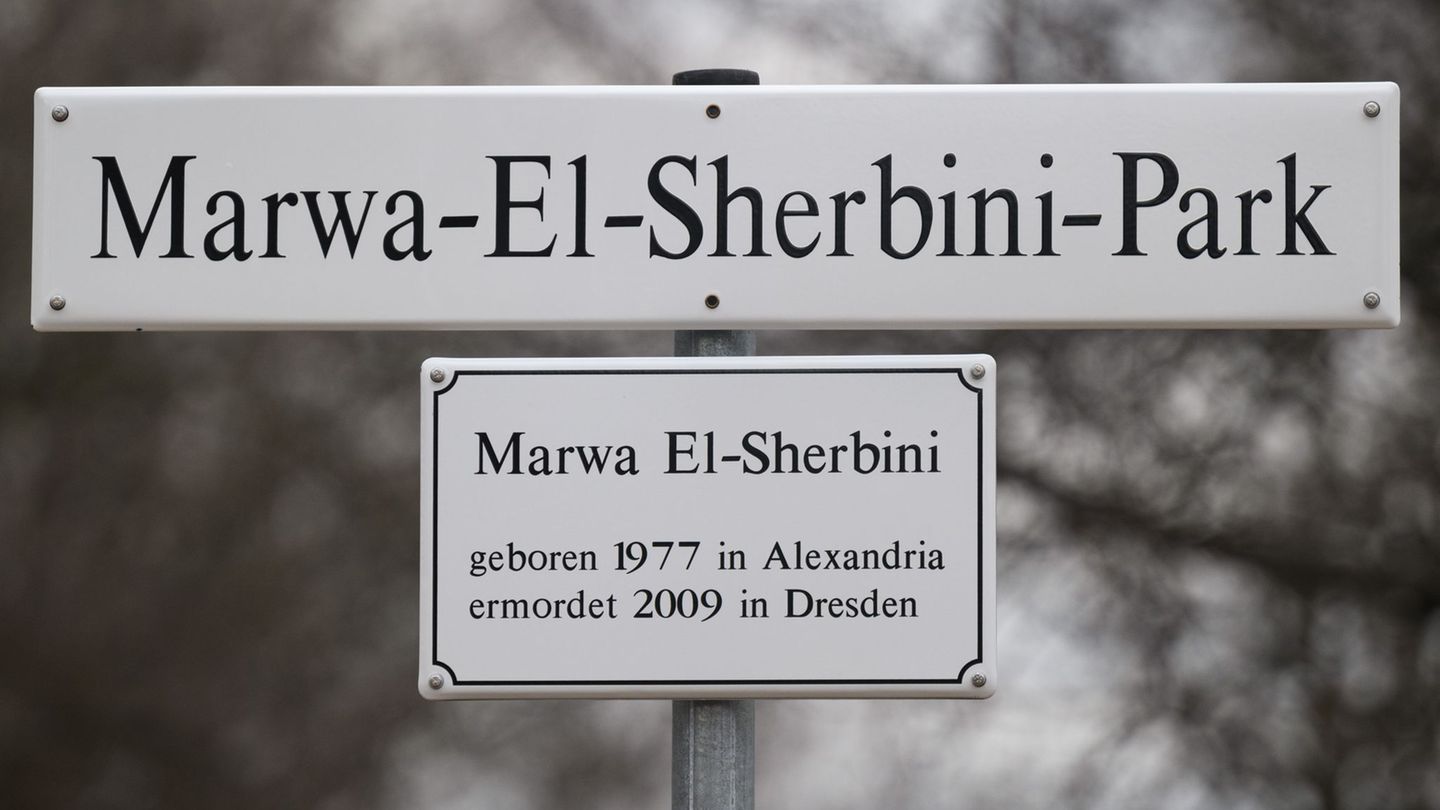 Marwa-El-Sherbini-Park
Marwa El-Sherbini
geboren 1977 in Alexandria
ermordet 2009 in Dresden